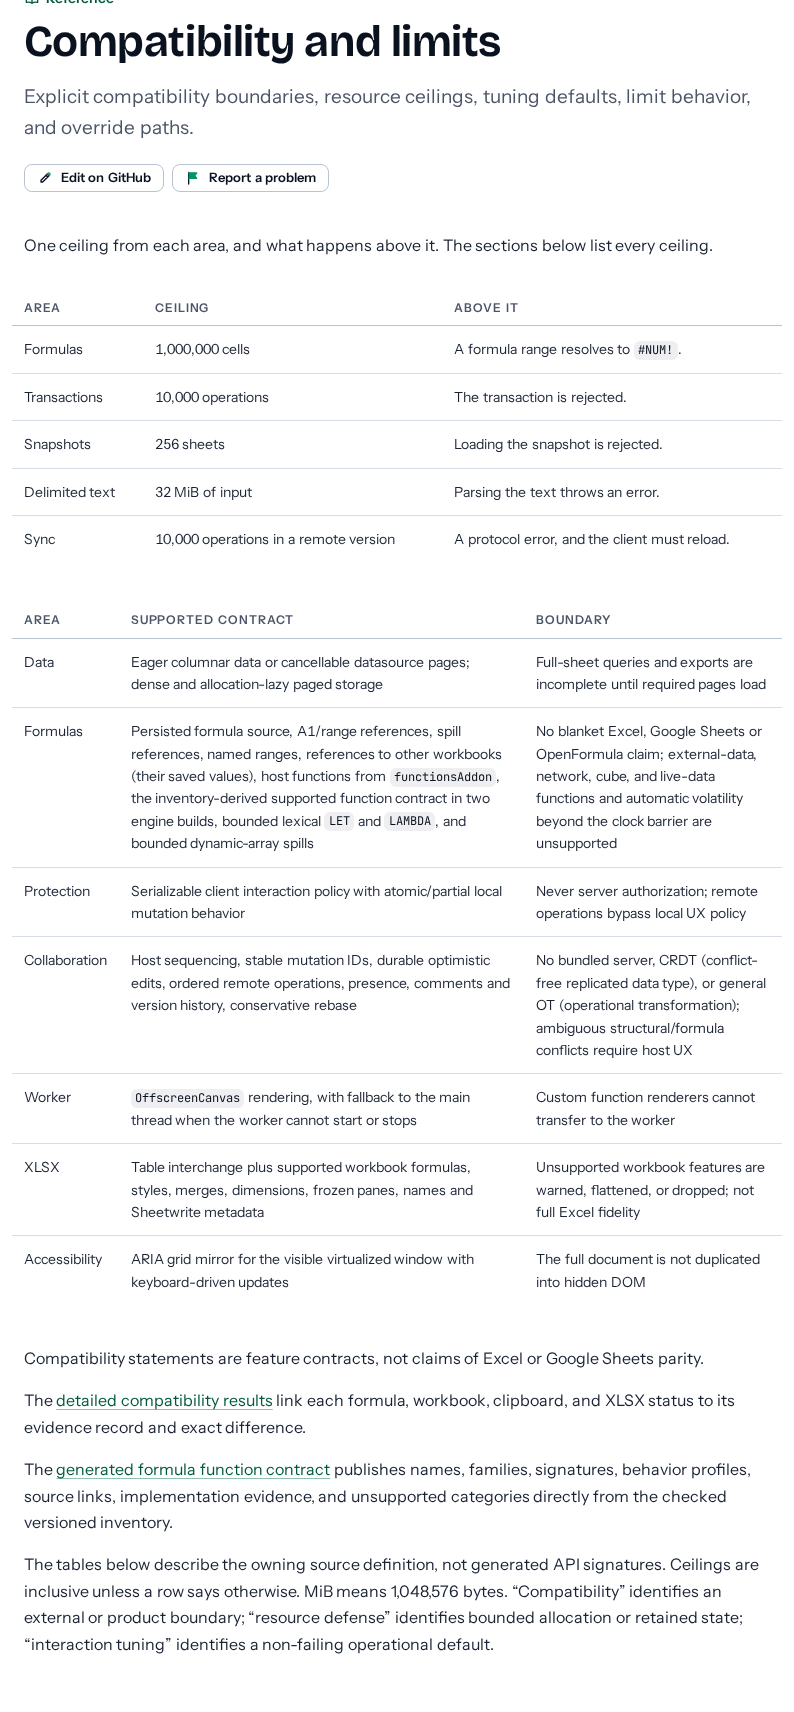 Reference
Compatibility and limits
Explicit compatibility boundaries, resource ceilings, tuning defaults, limit behavior,
and override paths.
Edit on GitHub
Report a problem
One ceiling from each area, and what happens above it. The sections below list every ceiling.
AREA CEILING ABOVE IT
Formulas 1,000,000 cells A formula range resolves to #NUM!.
Transactions 10,000 operations The transaction is rejected.
Snapshots 256 sheets Loading the snapshot is rejected.
Delimited text 32 MiB of input Parsing the text throws an error.
Sync 10,000 operations in a remote version A protocol error, and the client must reload.
AREA SUPPORTED CONTRACT BOUNDARY
Data Eager columnar data or cancellable datasource pages; Full-sheet queries and exports are
dense and allocation-lazy paged storage incomplete until required pages load
Formulas Persisted formula source, A1/range references, spill No blanket Excel, Google Sheets or
references, named ranges, references to other workbooks OpenFormula claim; external-data,
(their saved values), host functions from functionsAddon, network, cube, and live-data
the inventory-derived supported function contract in two functions and automatic volatility
engine builds, bounded lexical LET and LAMBDA, and beyond the clock barrier are
bounded dynamic-array spills unsupported
Protection Serializable client interaction policy with atomic/partial local Never server authorization; remote
mutation behavior operations bypass local UX policy
Collaboration Host sequencing, stable mutation IDs, durable optimistic No bundled server, CRDT (conflict-
edits, ordered remote operations, presence, comments and free replicated data type), or general
version history, conservative rebase OT (operational transformation);
ambiguous structural/formula
conflicts require host UX
Worker OffscreenCanvas rendering, with fallback to the main Custom function renderers cannot
thread when the worker cannot start or stops transfer to the worker
XLSX Table interchange plus supported workbook formulas, Unsupported workbook features are
styles, merges, dimensions, frozen panes, names and warned, flattened, or dropped; not
Sheetwrite metadata full Excel fidelity
Accessibility ARIA grid mirror for the visible virtualized window with The full document is not duplicated
keyboard-driven updates into hidden DOM
Compatibility statements are feature contracts, not claims of Excel or Google Sheets parity.
The detailed compatibility results link each formula, workbook, clipboard, and XLSX status to its
evidence record and exact difference.
The generated formula function contract publishes names, families, signatures, behavior profiles,
source links, implementation evidence, and unsupported categories directly from the checked
versioned inventory.
The tables below describe the owning source definition, not generated API signatures. Ceilings are
inclusive unless a row says otherwise. MiB means 1,048,576 bytes. “Compatibility” identifies an
external or product boundary; “resource defense” identifies bounded allocation or retained state;
“interaction tuning” identifies a non-failing operational default.